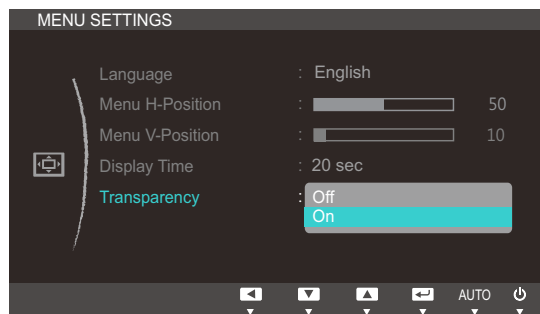 MENU SETTINGS
Language : English
Menu H-Position : 50
Menu V-Position : 10
Display Time : 20 sec
Transparency : Off
On
AUTO